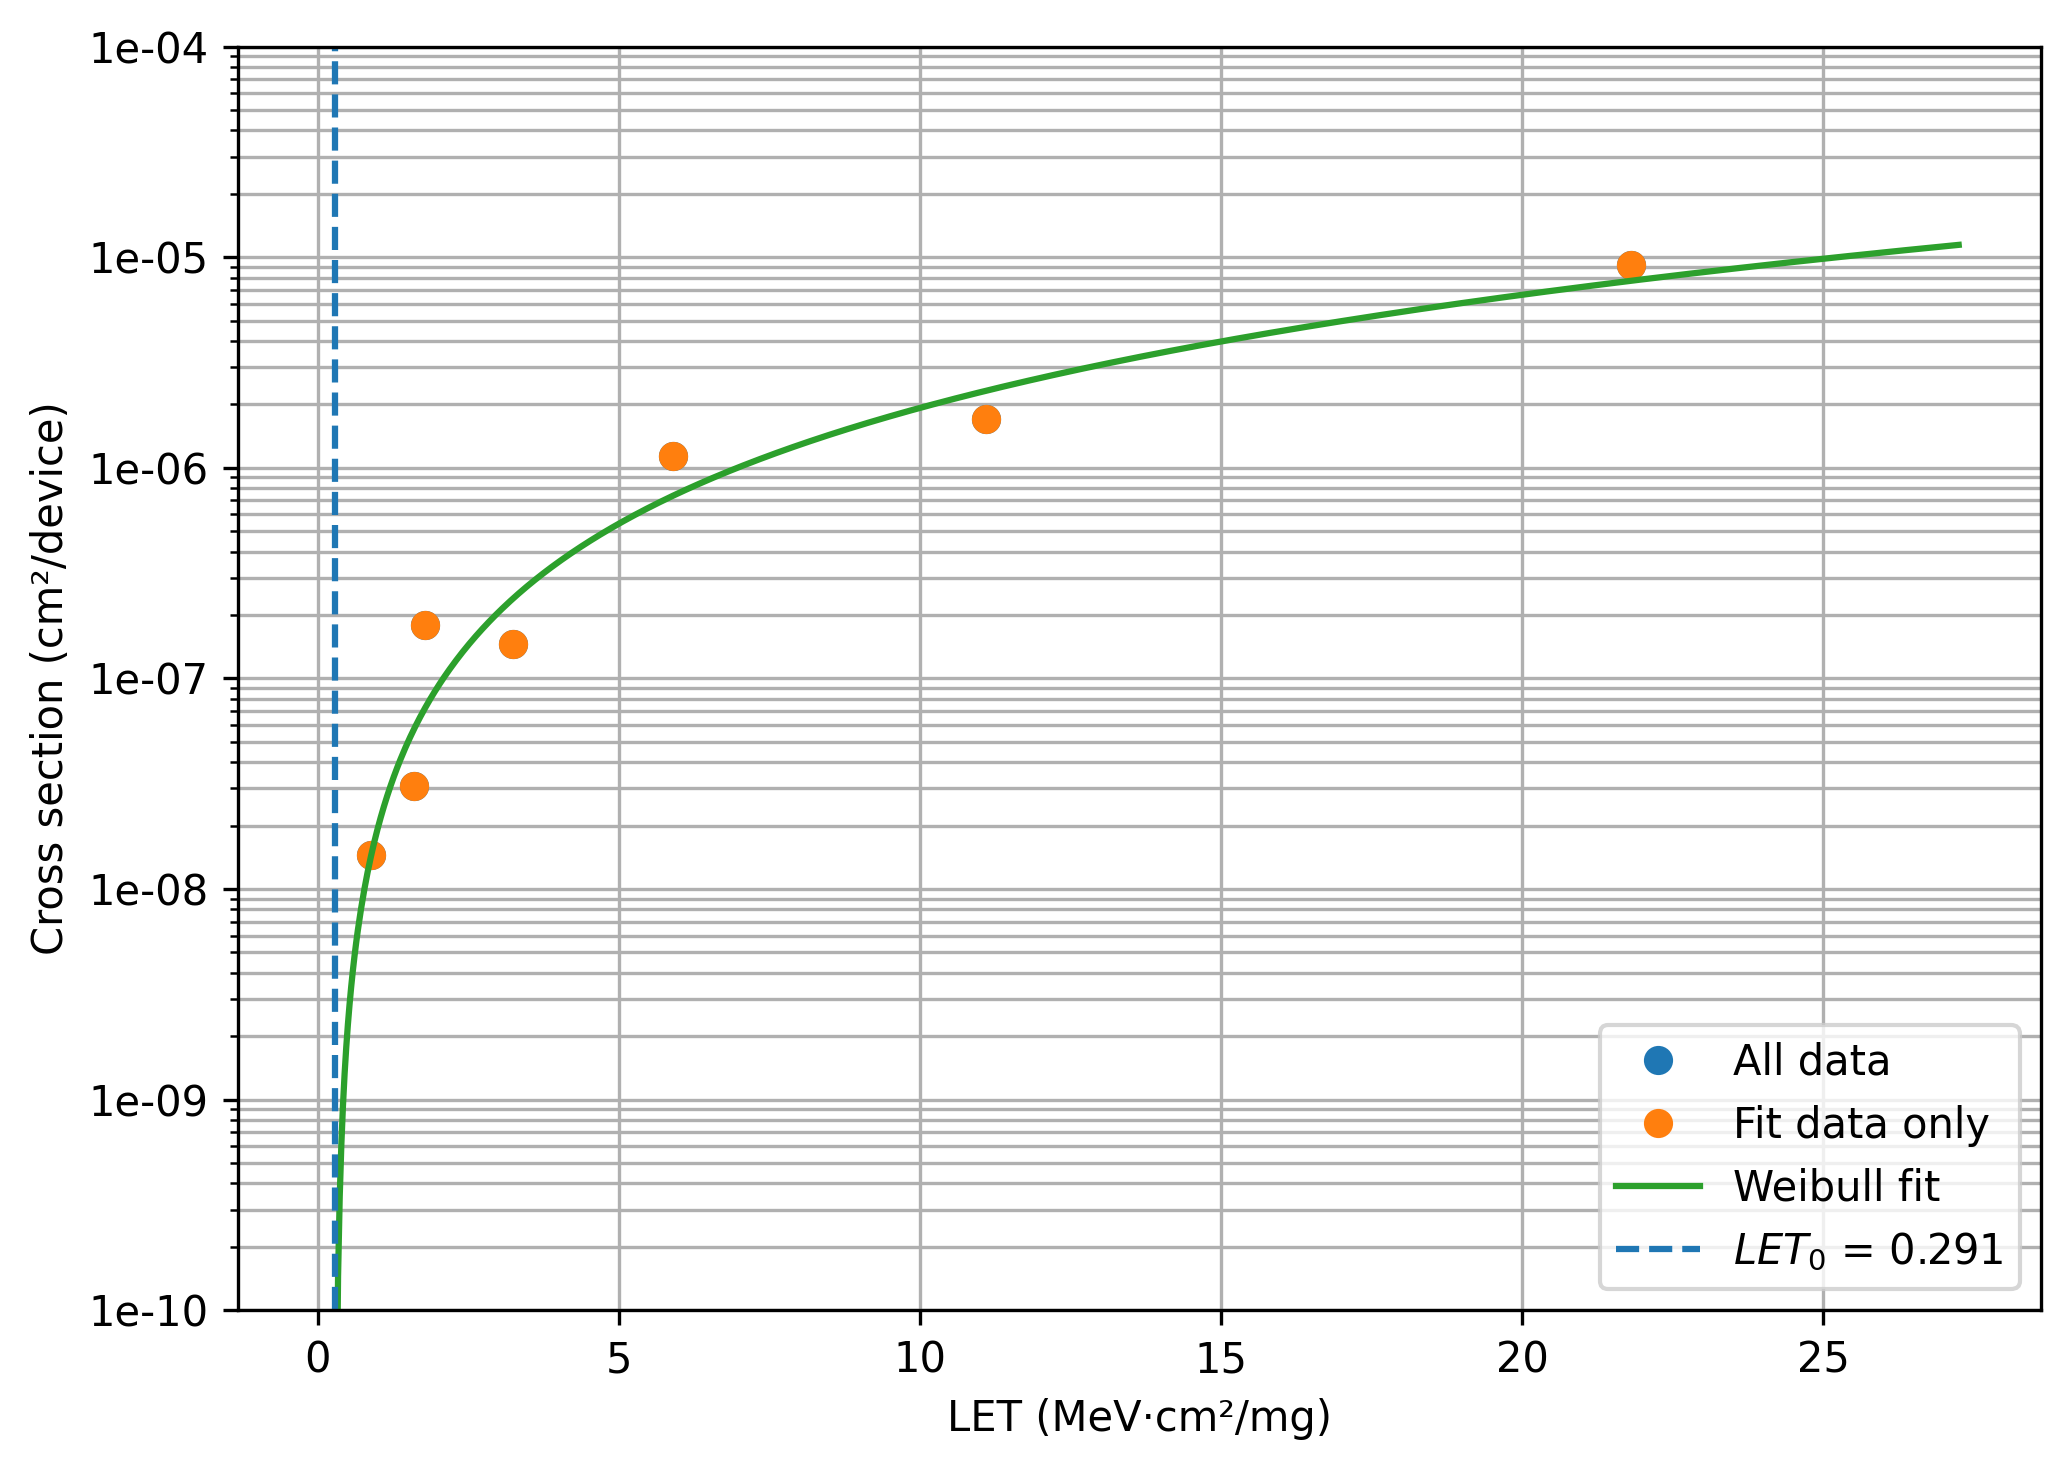 1e-04
1e-05
1e-06
1e-07
1e-08
1e-09
1e-10
Cross section (cm²/device)
0 5 10 15 20 25
LET (MeV·cm²/mg)
All data
Fit data only
Weibull fit
LET₀ = 0.291